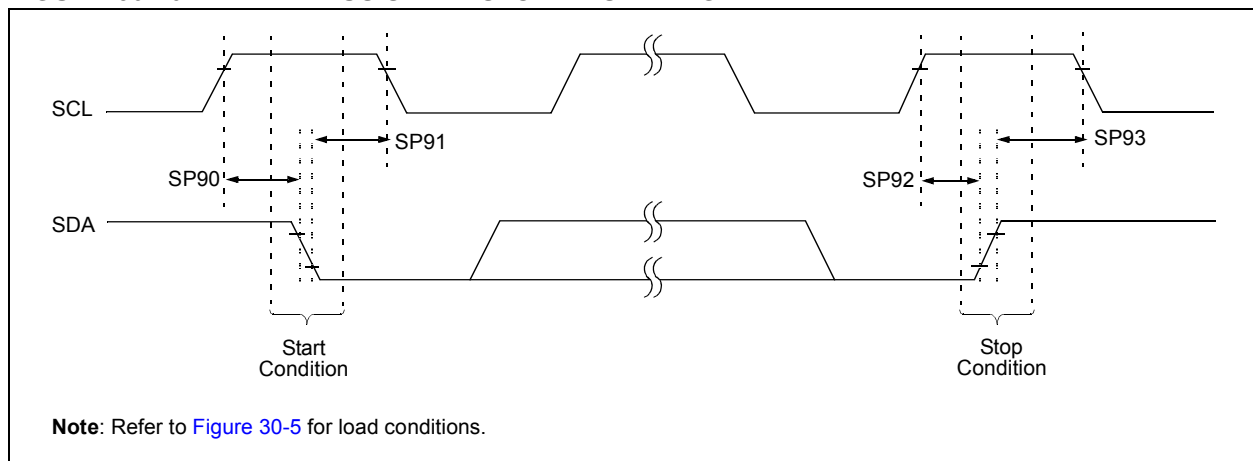 SCL
SP91
SP93
SP90
SP92
SDA
Start
Condition
Stop
Condition
Note: Refer to Figure 30-5 for load conditions.